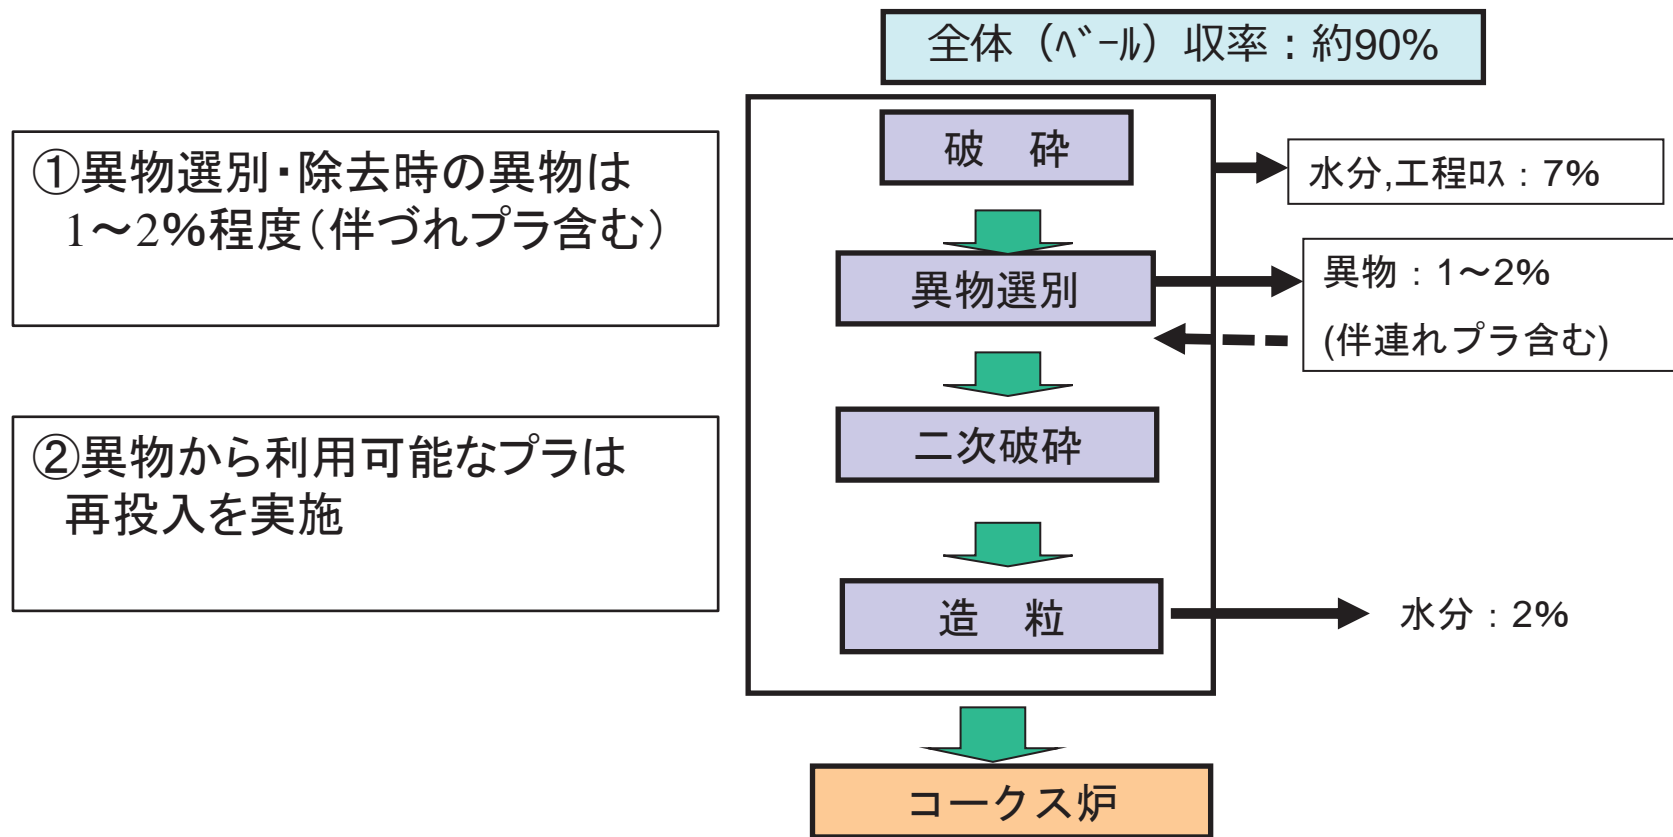 全体（ﾍﾞｰﾙ）収率：約90%
①異物選別・除去時の異物は
1～2%程度（伴づれプラ含む）
②異物から利用可能なプラは
再投入を実施
破　砕
異物選別
二次破砕
造　粒
コークス炉
水分,工程ﾛｽ：7%
異物：1～2%
(伴連れプラ含む)
水分：2%